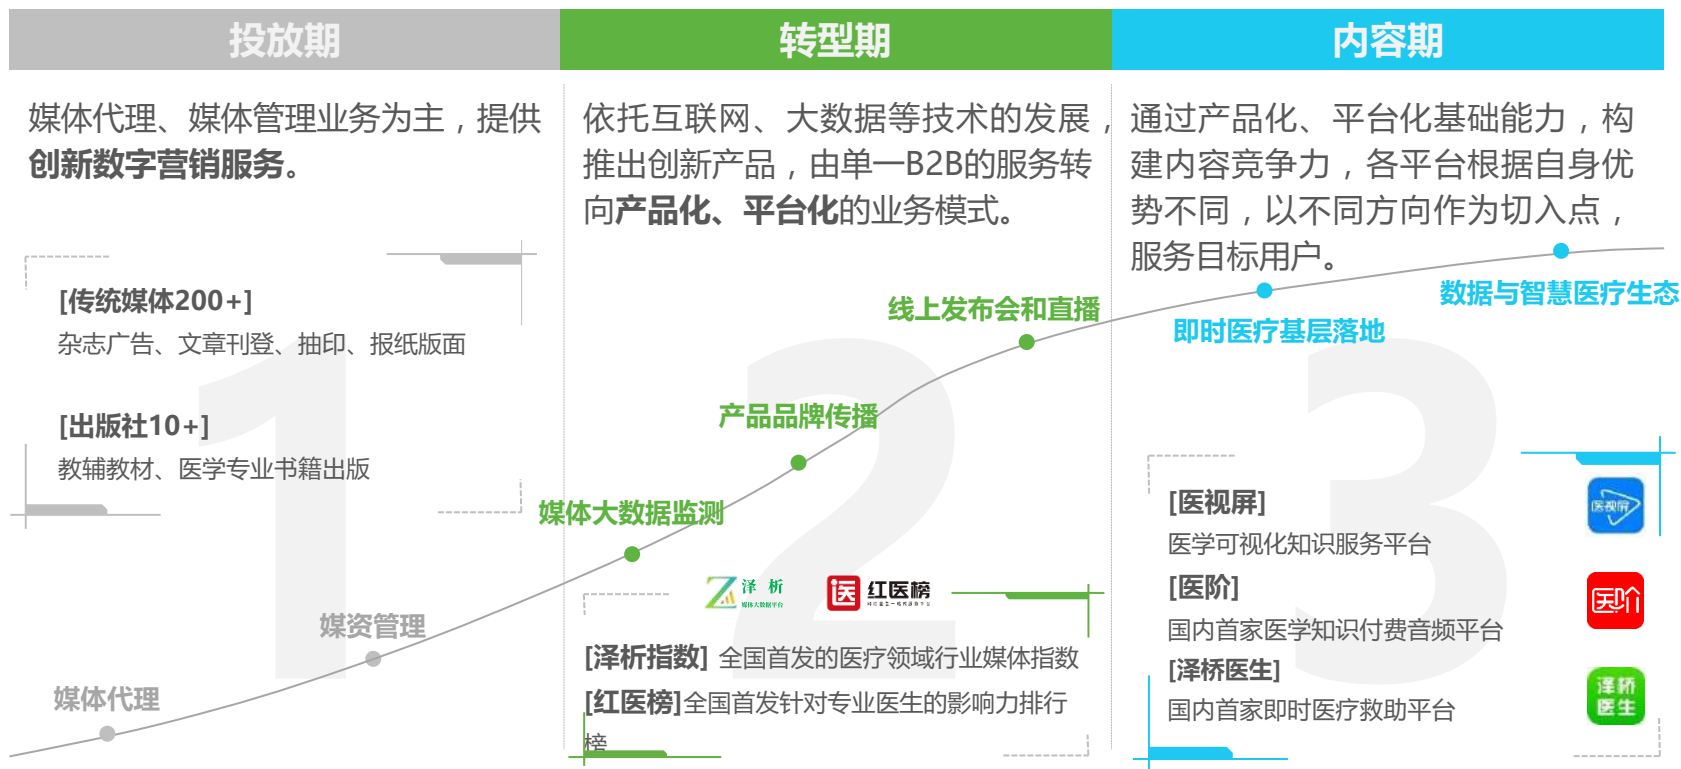 投放期
转型期
内容期
媒体代理、媒体管理业务为主，提供
创新数字营销服务。
[传统媒体200+]
杂志广告、文章刊登、抽印、报纸版面
[出版社10+]
教辅教材、医学专业书籍出版
1
媒资管理
媒体代理
依托互联网、大数据等技术的发展，
推出创新产品，由单一B2B的服务转
向产品化、平台化的业务模式。
线上发布会和直播
产品品牌传播
媒体大数据监测
2
泽析
媒体大数据平台
医
红医榜
[泽析指数] 全国首发的医疗领域行业媒体指数
[红医榜]全国首发针对专业医生的影响力排行
榜
通过产品化、平台化基础能力，构
建内容竞争力，各平台根据自身优
势不同，以不同方向作为切入点，
服务目标用户。
数据与智慧医疗生态
即时医疗基层落地
3
[医视屏]
医学可视化知识服务平台
医视屏
[医阶]
国内首家医学知识付费音频平台
医阶
[泽桥医生]
国内首家即时医疗救助平台
泽桥
医生